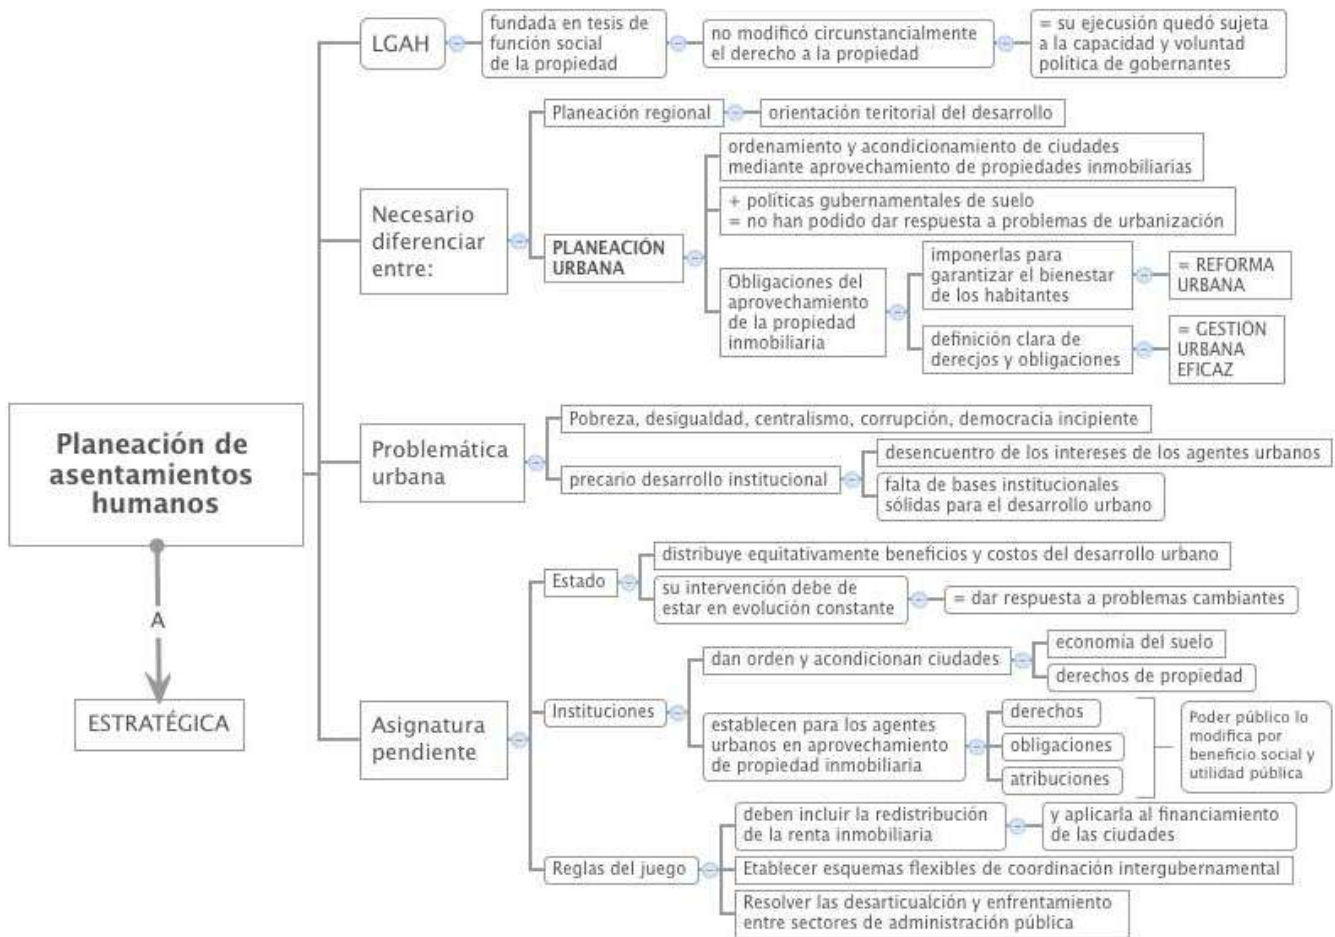 LGAH
fundada en tesis de
función social
de la propiedad
no modificó circunstancialmente
el derecho a la propiedad
= su ejecución quedó sujeta
a la capacidad y voluntad
política de gobernantes
Necesario
diferenciar
entre:
Planeación regional
orientación teritorial del desarrollo
PLANEACIÓN
URBANA
ordenamiento y acondicionamiento de ciudades
mediante aprovechamiento de propiedades inmobiliarias
+ políticas gubernamentales de suelo
= no han podido dar respuesta a problemas de urbanización
Obligaciones del
aprovechamiento
de la propiedad
inmobiliaria
imponerlas para
garantizar el bienestar
de los habitantes
= REFORMA
URBANA
definición clara de
derecjos y obligaciones
= GESTIÓN
URBANA
EFICAZ
Planeación de
asentamientos
humanos
A
ESTRATÉGICA
Problemática
urbana
Pobreza, desigualdad, centralismo, corrupción, democracia incipiente
precario desarrollo institucional
desencuentro de los intereses de los agentes urbanos
falta de bases institucionales
sólidas para el desarrollo urbano
Asignatura
pendiente
Estado
distribuye equitativamente beneficios y costos del desarrollo urbano
su intervención debe de
estar en evolución constante
= dar respuesta a problemas cambiantes
Instituciones
dan orden y acondicionan ciudades
economía del suelo
derechos de propiedad
establecen para los agentes
urbanos en aprovechamiento
de propiedad inmobiliaria
derechos
obligaciones
atribuciones
Poder público lo
modifica por
beneficio social y
utilidad pública
Reglas del juego
deben incluir la redistribución
de la renta inmobiliaria
y aplicarla al financiamiento
de las ciudades
Etablecer esquemas flexibles de coordinación intergubernamental
Resolver las desarticualción y enfrentamiento
entre sectores de administración pública